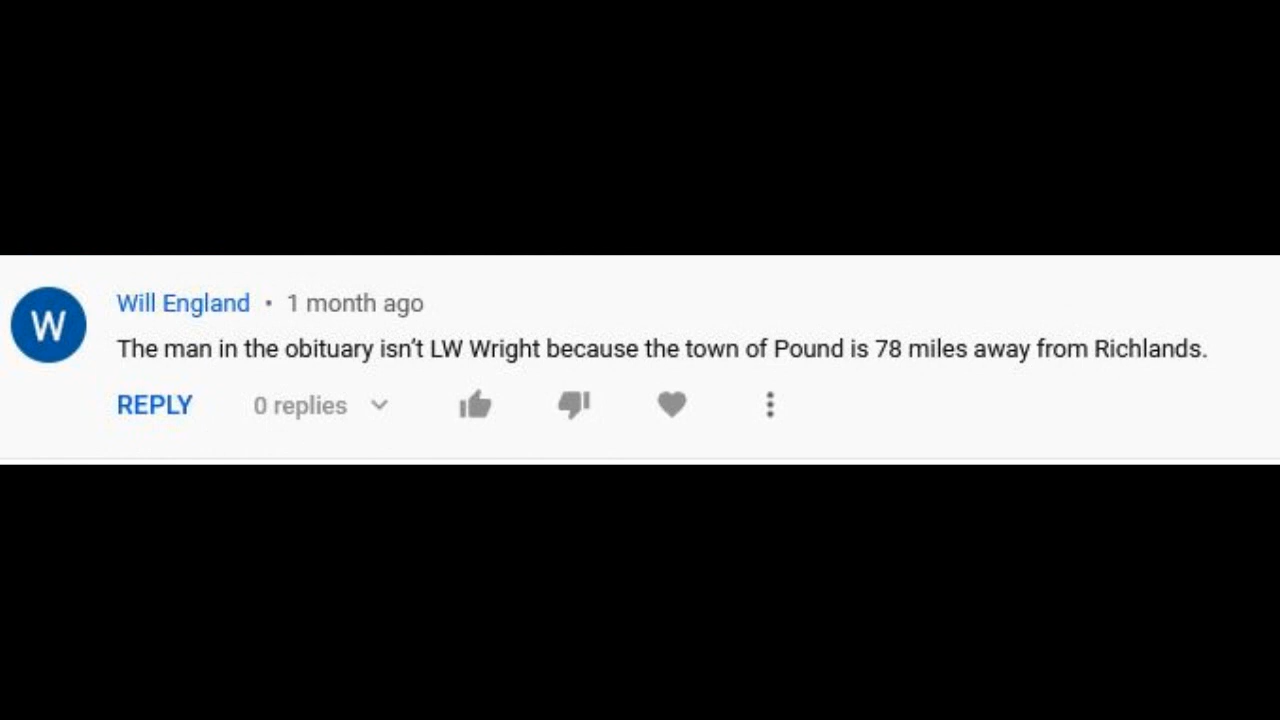 W
Will England • 1 month ago
The man in the obituary isn't LW Wright because the town of Pound is 78 miles away from Richlands.
REPLY 0 replies